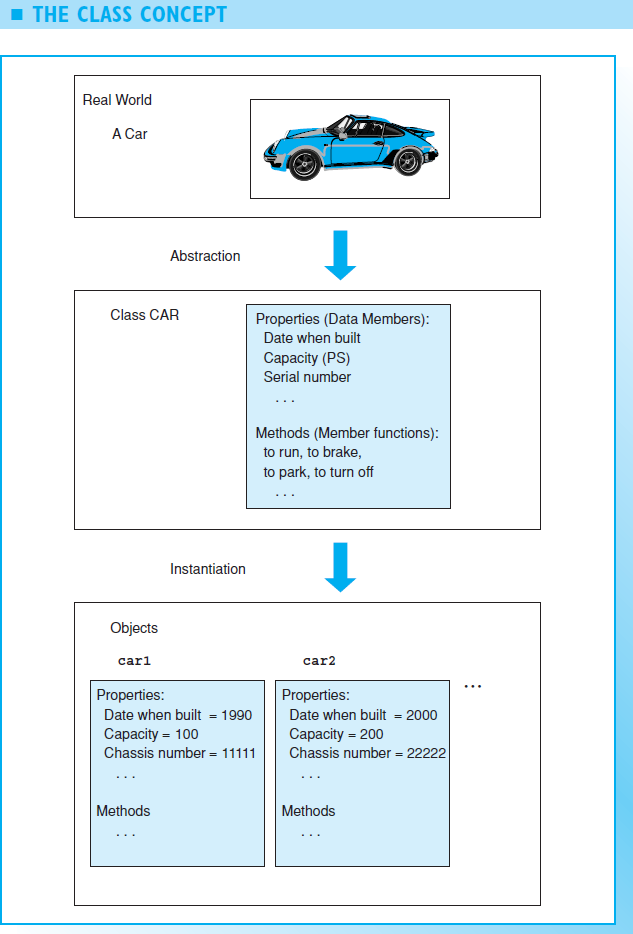 THE CLASS CONCEPT
Real World
A Car
Abstraction
Class CAR
Properties (Data Members):
Date when built
Capacity (PS)
Serial number
. . .
Methods (Member functions):
to run, to brake,
to park, to turn off
. . .
Instantiation
Objects
car1
Properties:
Date when built = 1990
Capacity = 100
Chassis number = 11111
. . .
Methods
. . .
car2
Properties:
Date when built = 2000
Capacity = 200
Chassis number = 22222
. . .
Methods
. . .
...